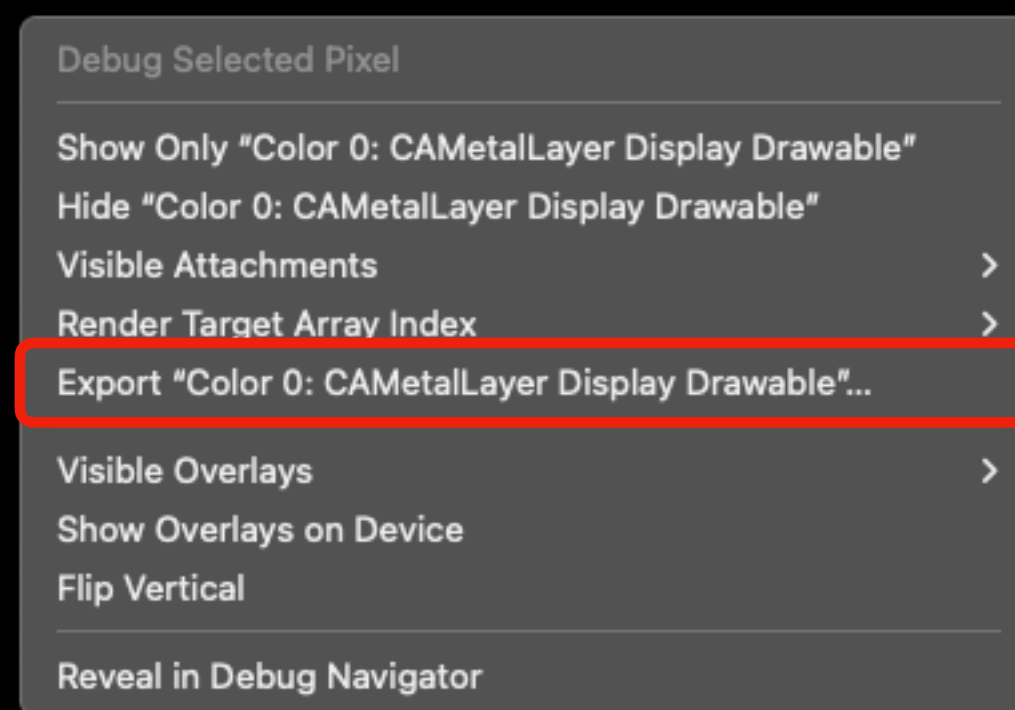 Debug Selected Pixel
Show Only “Color 0: CAMetalLayer Display Drawable”
Hide “Color 0: CAMetalLayer Display Drawable”
Visible Attachments
Render Target Array Index
Export “Color 0: CAMetalLayer Display Drawable”...
Visible Overlays
Show Overlays on Device
Flip Vertical
Reveal in Debug Navigator